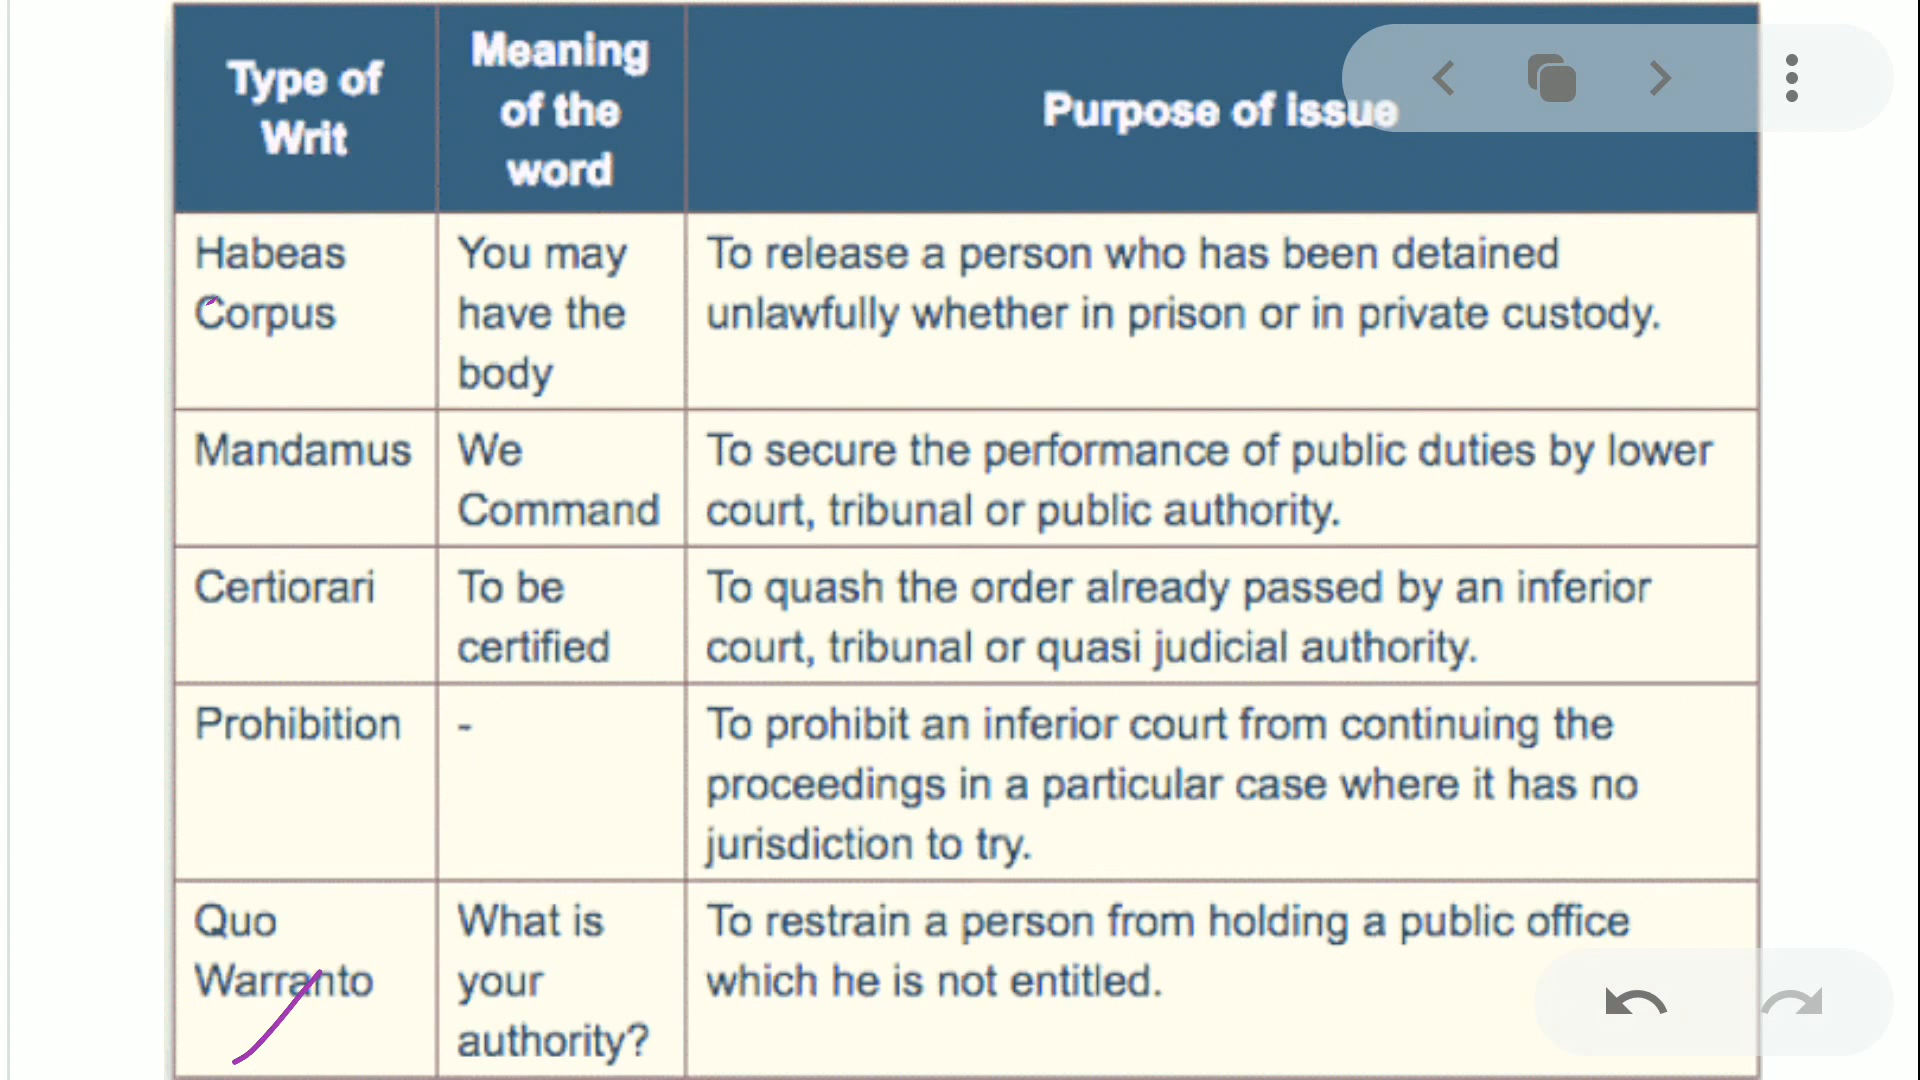 Type of
Writ
Meaning
of the
word
Purpose of issue
Habeas
Corpus
You may
have the
body
To release a person who has been detained
unlawfully whether in prison or in private custody.
Mandamus
We
Command
To secure the performance of public duties by lower
court, tribunal or public authority.
Certiorari
To be
certified
To quash the order already passed by an inferior
court, tribunal or quasi judicial authority.
Prohibition
-
To prohibit an inferior court from continuing the
proceedings in a particular case where it has no
jurisdiction to try.
Quo
Warranto
What is
your
authority?
To restrain a person from holding a public office
which he is not entitled.